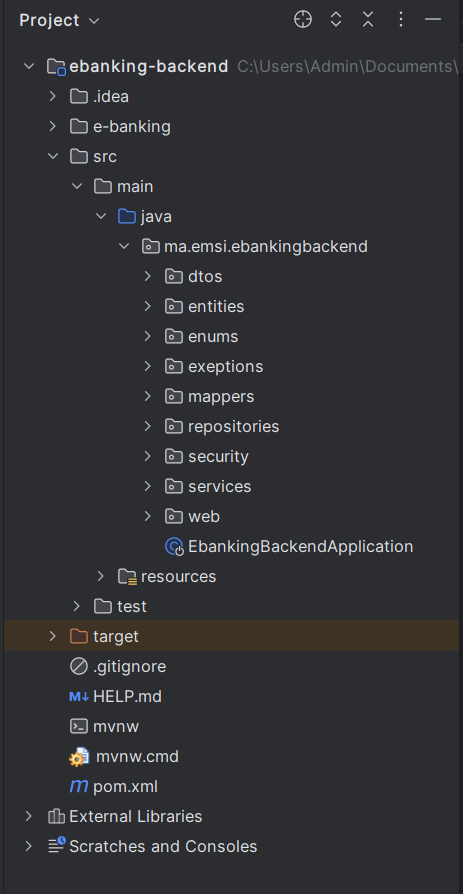 Project
ebanking-backend C:\Users\Admin\Documents\
.idea
e-banking
src
main
java
ma.emsi.ebankingbackend
dtos
entities
enums
exeptions
mappers
repositories
security
services
web
EbankingBackendApplication
resources
test
target
.gitignore
M↓ HELP.md
mvnw
mvnw.cmd
m pom.xml
External Libraries
Scratches and Consoles